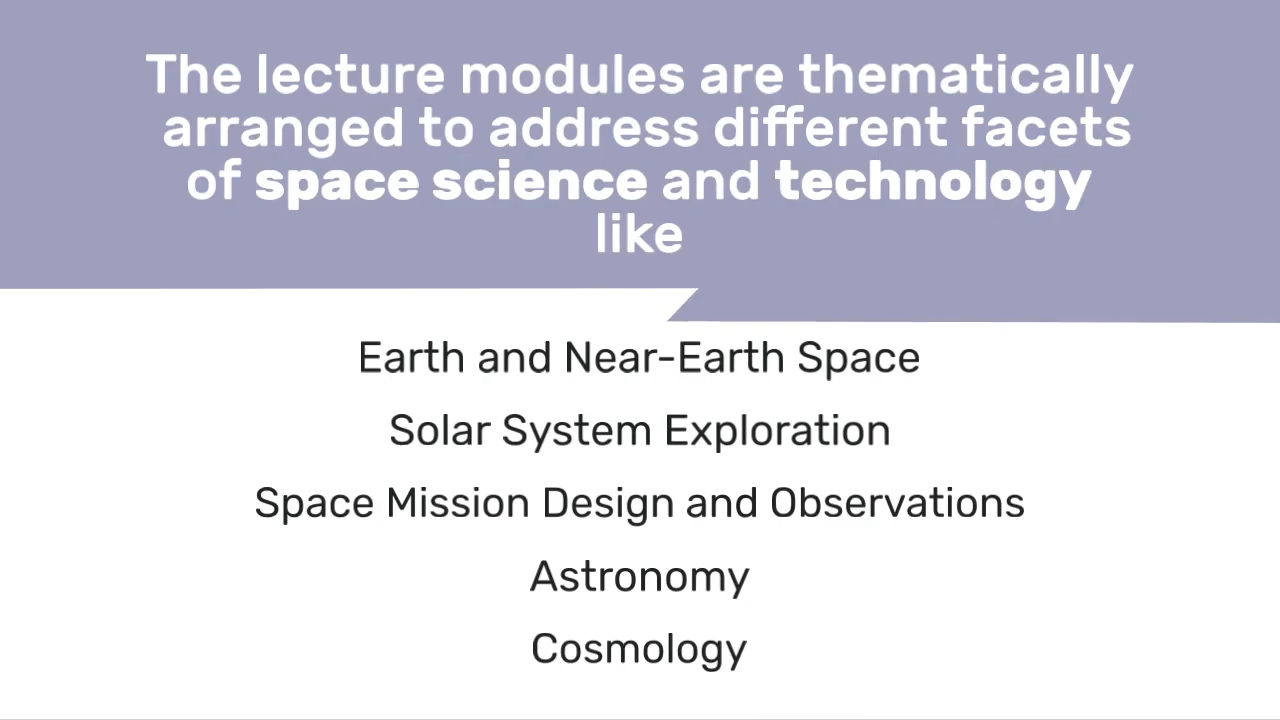 The lecture modules are thematically
arranged to address different facets
of space science and technology
like
Earth and Near-Earth Space
Solar System Exploration
Space Mission Design and Observations
Astronomy
Cosmology